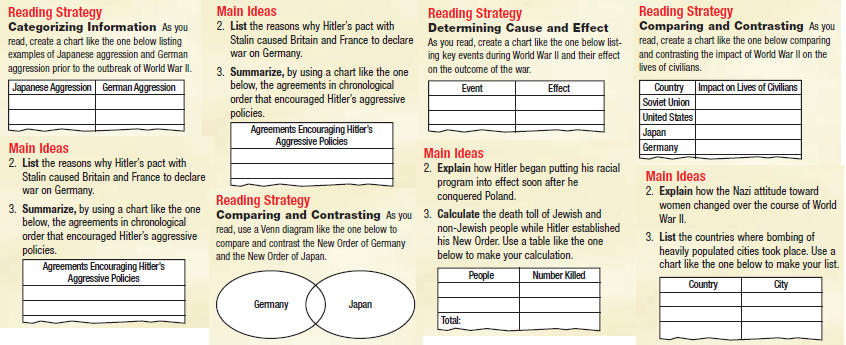 Reading Strategy
Categorizing Information As you
read, create a chart like the one below listing
examples of Japanese aggression and German
aggression prior to the outbreak of World War II.
Japanese Aggression German Aggression
Main Ideas
2. List the reasons why Hitler's pact with
Stalin caused Britain and France to declare
war on Germany.
3. Summarize, by using a chart like the one
below, the agreements in chronological
order that encouraged Hitler's aggressive
policies.
Agreements Encouraging Hitler's
Aggressive Policies
Main Ideas
2. List the reasons why Hitler's pact with
Stalin caused Britain and France to declare
war on Germany.
3. Summarize, by using a chart like the one
below, the agreements in chronological
order that encouraged Hitler's aggressive
policies.
Agreements Encouraging Hitler's
Aggressive Policies
Reading Strategy
Comparing and Contrasting As you
read, use a Venn diagram like the one below to
compare and contrast the New Order of Germany
and the New Order of Japan.
Germany Japan
Reading Strategy
Determining Cause and Effect
As you read, create a chart like the one below list-
ing key events during World War II and their effect
on the outcome of the war.
Event Effect
Main Ideas
2. Explain how Hitler began putting his racial
program into effect soon after he
conquered Poland.
3. Calculate the death toll of Jewish and
non-Jewish people while Hitler established
his New Order. Use a table like the one
below to make your calculation.
People Number Killed
Total:
Reading Strategy
Comparing and Contrasting As you
read, create a chart like the one below comparing
and contrasting the impact of World War II on the
lives of civilians.
Country Impact on Lives of Civilians
Soviet Union
United States
Japan
Germany
Main Ideas
2. Explain how the Nazi attitude toward
women changed over the course of World
War II.
3. List the countries where bombing of
heavily populated cities took place. Use a
chart like the one below to make your list.
Country City